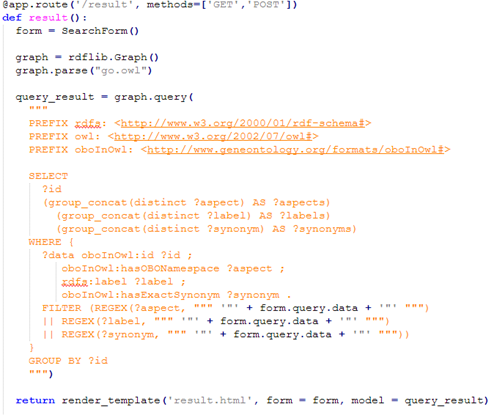 @app.route('/result', methods=['GET','POST'])
def result():
form = SearchForm()
graph = rdflib.Graph()
graph.parse("go.owl")
query_result = graph.query(
"""
PREFIX rdfs: <http://www.w3.org/2000/01/rdf-schema#>
PREFIX owl: <http://www.w3.org/2002/07/owl#>
PREFIX oboInOwl: <http://www.geneontology.org/formats/oboInOwl#>
SELECT
?id
(group_concat(distinct ?aspect) AS ?aspects)
(group_concat(distinct ?label) AS ?labels)
(group_concat(distinct ?synonym) AS ?synonyms)
WHERE {
?data oboInOwl:id ?id ;
oboInOwl:hasOBONamespace ?aspect ;
rdfs:label ?label ;
oboInOwl:hasExactSynonym ?synonym .
FILTER (REGEX(?aspect, """ '"' + form.query.data + '"' """)
|| REGEX(?label, """ '"' + form.query.data + '"' """)
|| REGEX(?synonym, """ '"' + form.query.data + '"' """))
}
GROUP BY ?id
""")
return render_template('result.html', form = form, model = query_result)